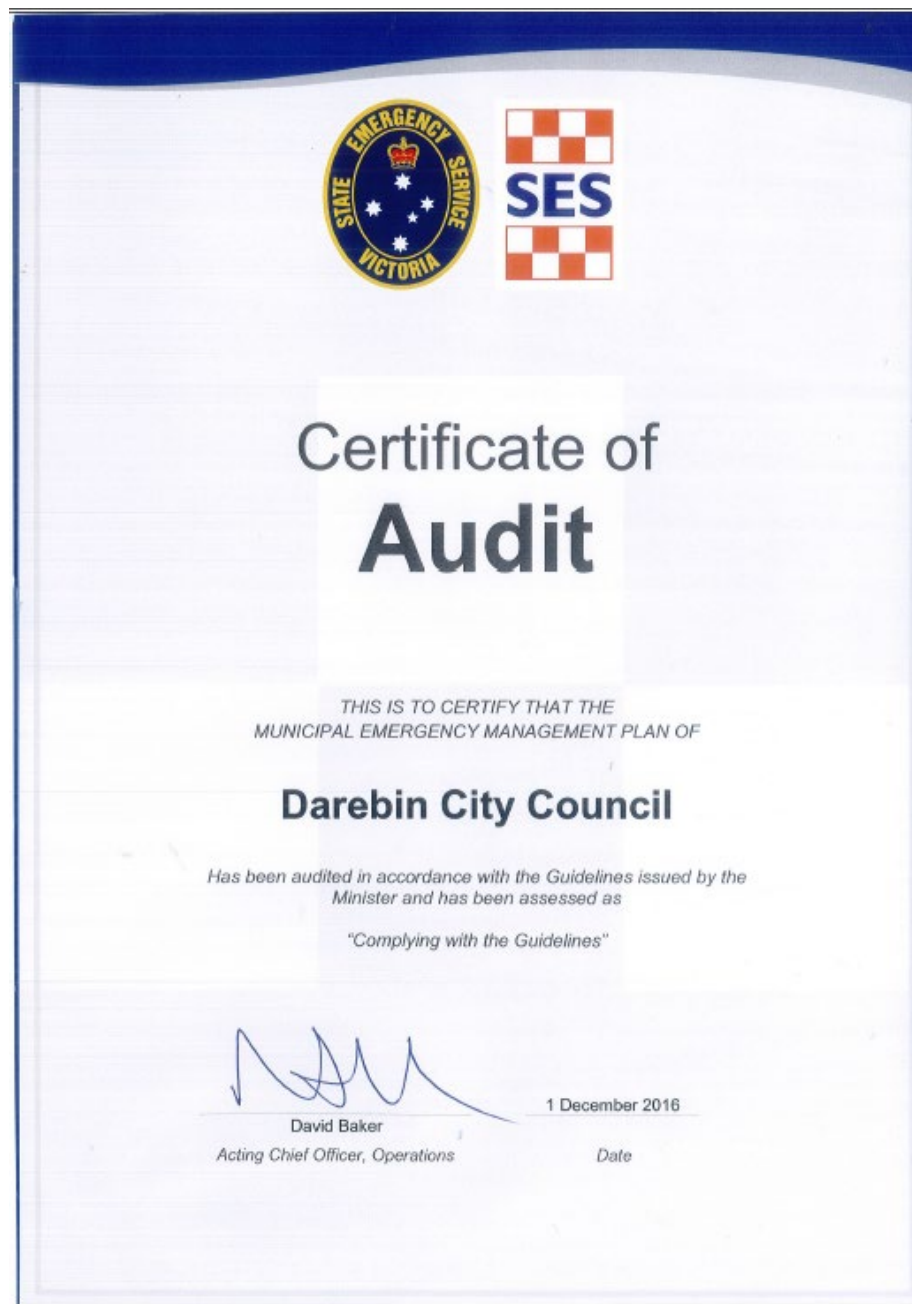 STATE EMERGENCY SERVICE
VICTORIA
SES
Certificate of
Audit
THIS IS TO CERTIFY THAT THE
MUNICIPAL EMERGENCY MANAGEMENT PLAN OF
Darebin City Council
Has been audited in accordance with the Guidelines issued by the
Minister and has been assessed as
"Complying with the Guidelines"
1 December 2016
David Baker
Acting Chief Officer, Operations
Date